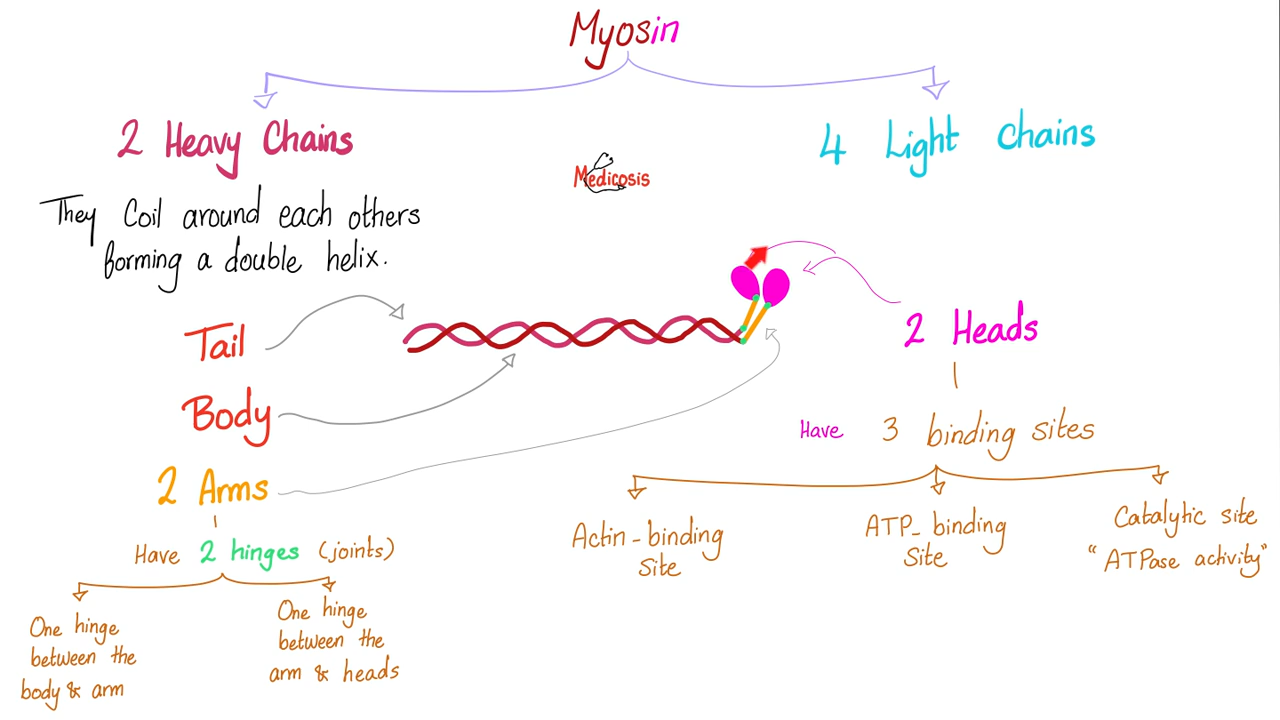 Myosin
2 Heavy Chains
4 Light Chains
Medicosis
They Coil around each others
forming a double helix.
Tail
Body
2 Arms
Have 2 hinges (joints)
One hinge
between the
body & arm
One hinge
between the
arm & heads
2 Heads
Have 3 binding sites
Actin-binding
Site
ATP-binding
Site
Catalytic site
"ATPase activity"